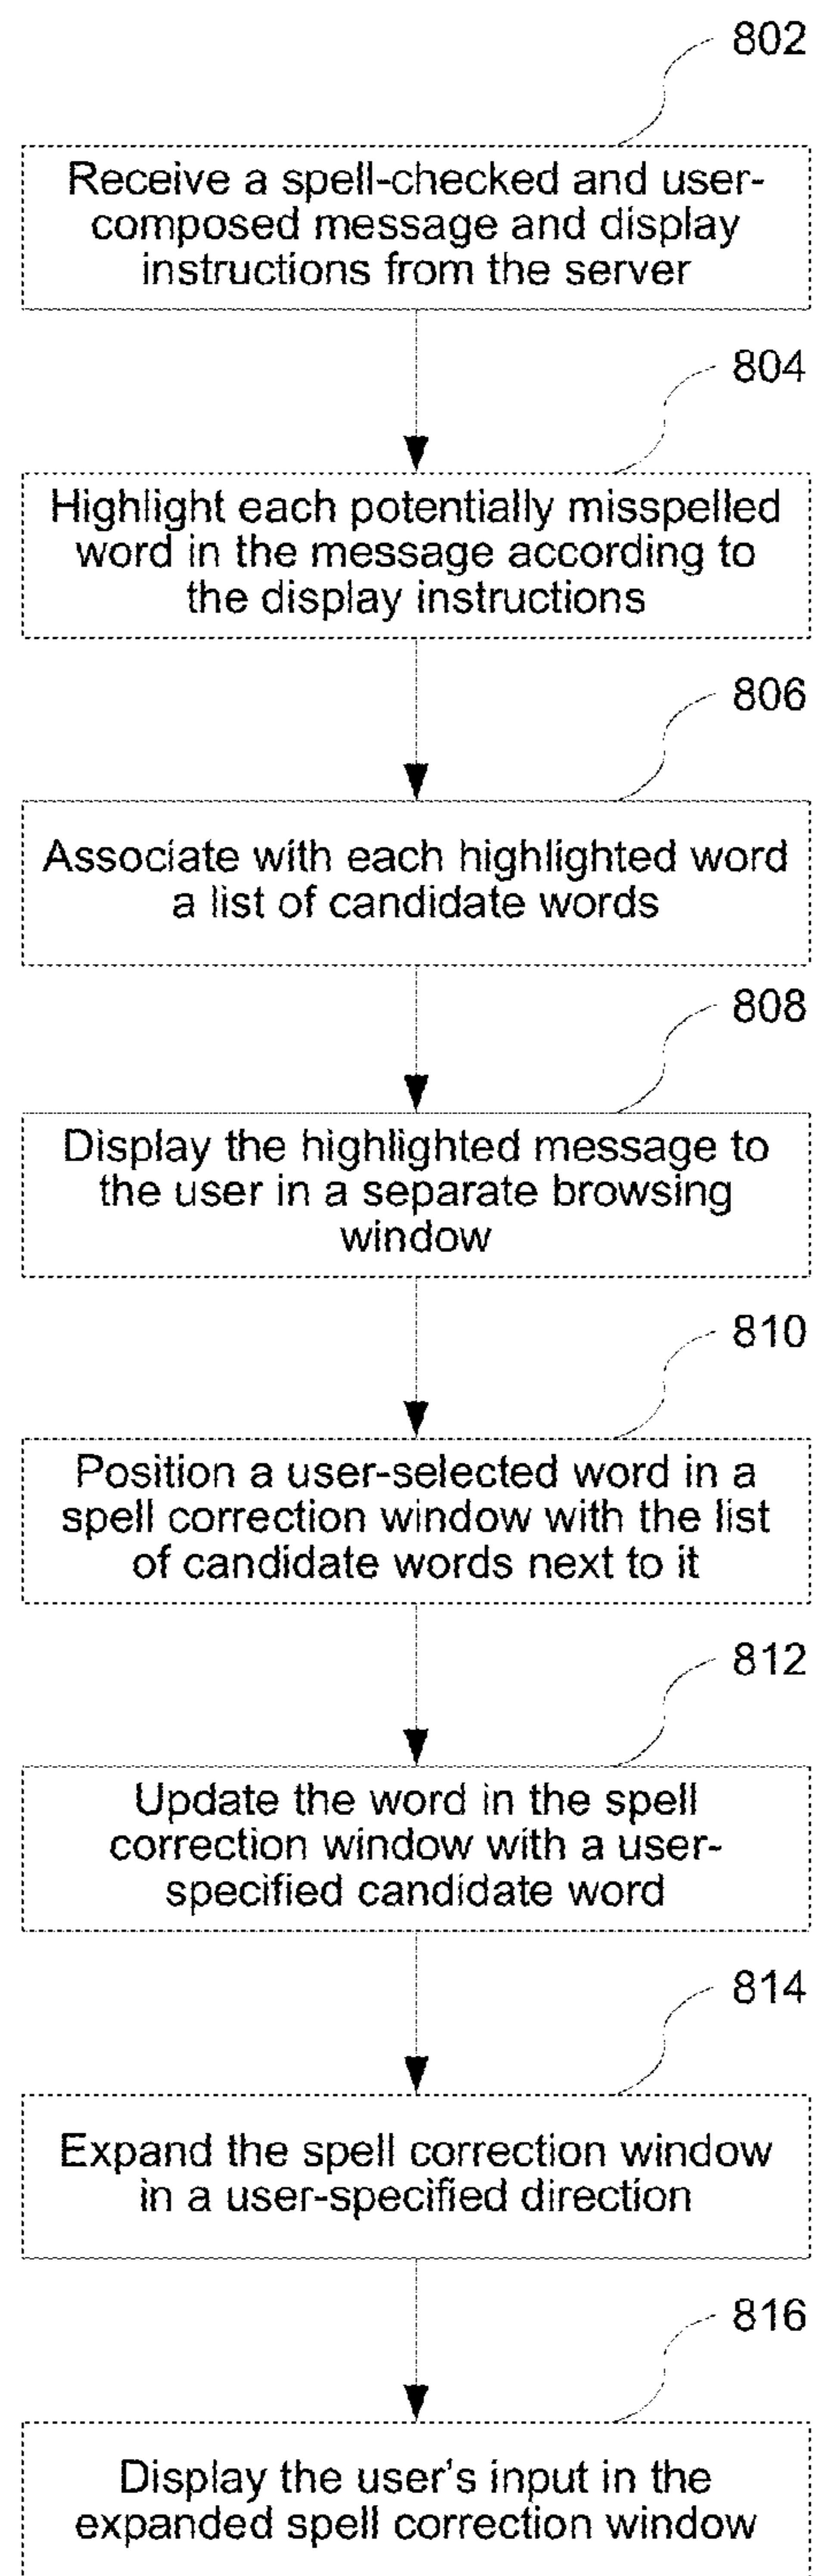 802
Receive a spell-checked and user-
composed message and display
instructions from the server
804
Highlight each potentially misspelled
word in the message according to
the display instructions
806
Associate with each highlighted word
a list of candidate words
808
Display the highlighted message to
the user in a separate browsing
window
810
Position a user-selected word in a
spell correction window with the list
of candidate words next to it
812
Update the word in the spell
correction window with a user-
specified candidate word
814
Expand the spell correction window
in a user-specified direction
816
Display the user's input in the
expanded spell correction window